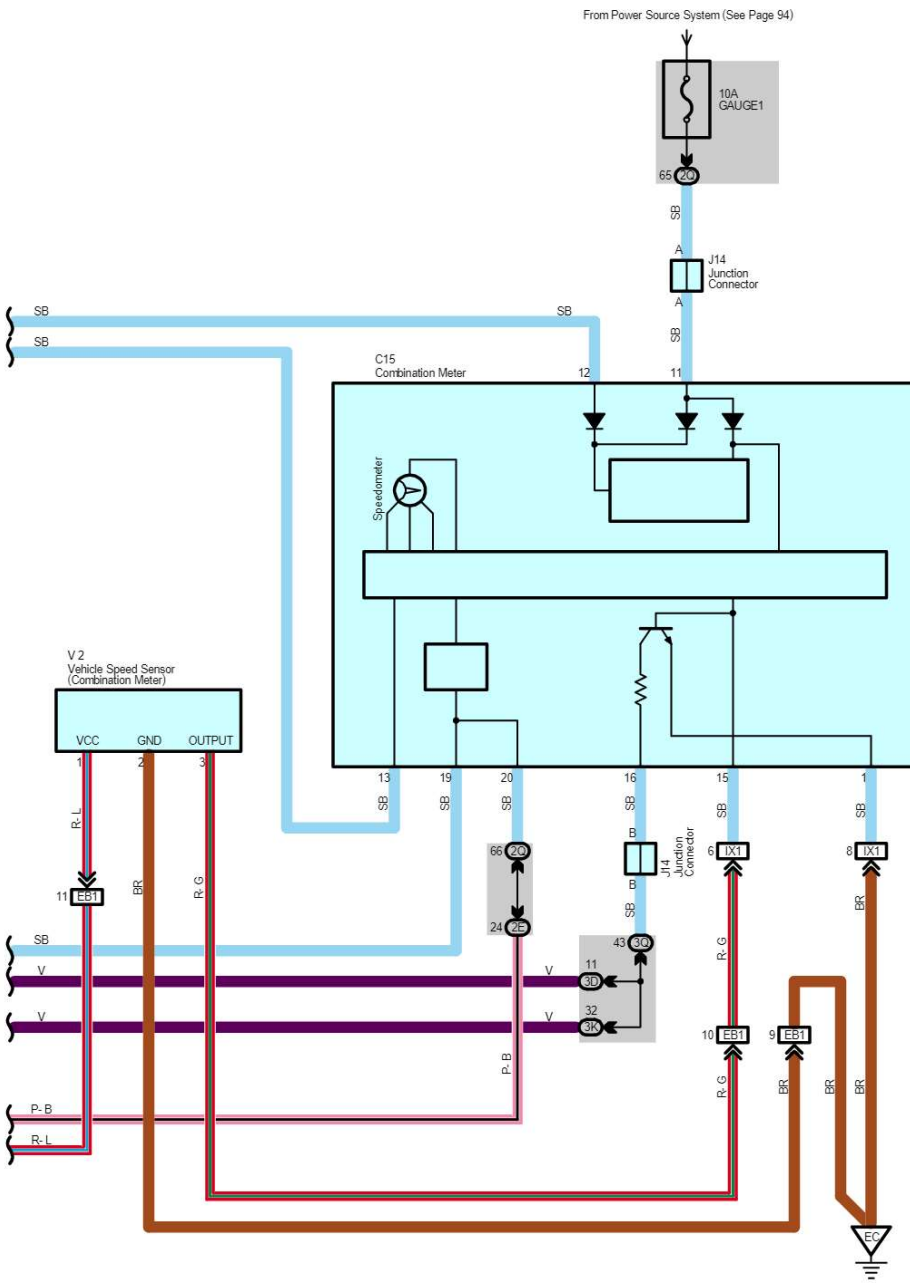 From Power Source System (See Page 94)
10A
GAUGE1
65 2Q
SB
A
J14
Junction
Connector
A
SB
SB
SB
SB
C15
Combination Meter
12
11
Speedometer
V 2
Vehicle Speed Sensor
(Combination Meter)
VCC
GND
OUTPUT
1
2
3
13
19
20
16
15
1
SB
SB
SB
SB
SB
SB
R-L
BR
R-G
66 2Q
B
J14
Junction
Connector
B
6 IX1
8 IX1
11 EB1
SB
BR
24 2E
43 3Q
SB
R-G
V
V
11
3D
V
V
32
3K
10 EB1
9 EB1
P-B
R-G
BR
BR
BR
P-B
R-L
EC